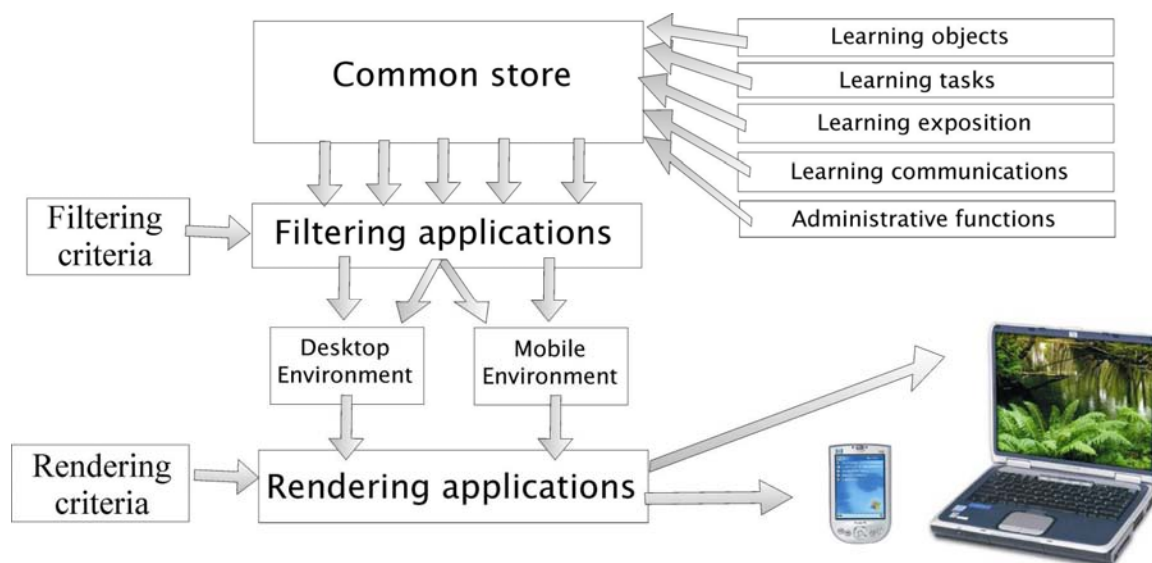 Common store
Learning objects
Learning tasks
Learning exposition
Learning communications
Administrative functions
Filtering
criteria
Filtering applications
Desktop
Environment
Mobile
Environment
Rendering
criteria
Rendering applications